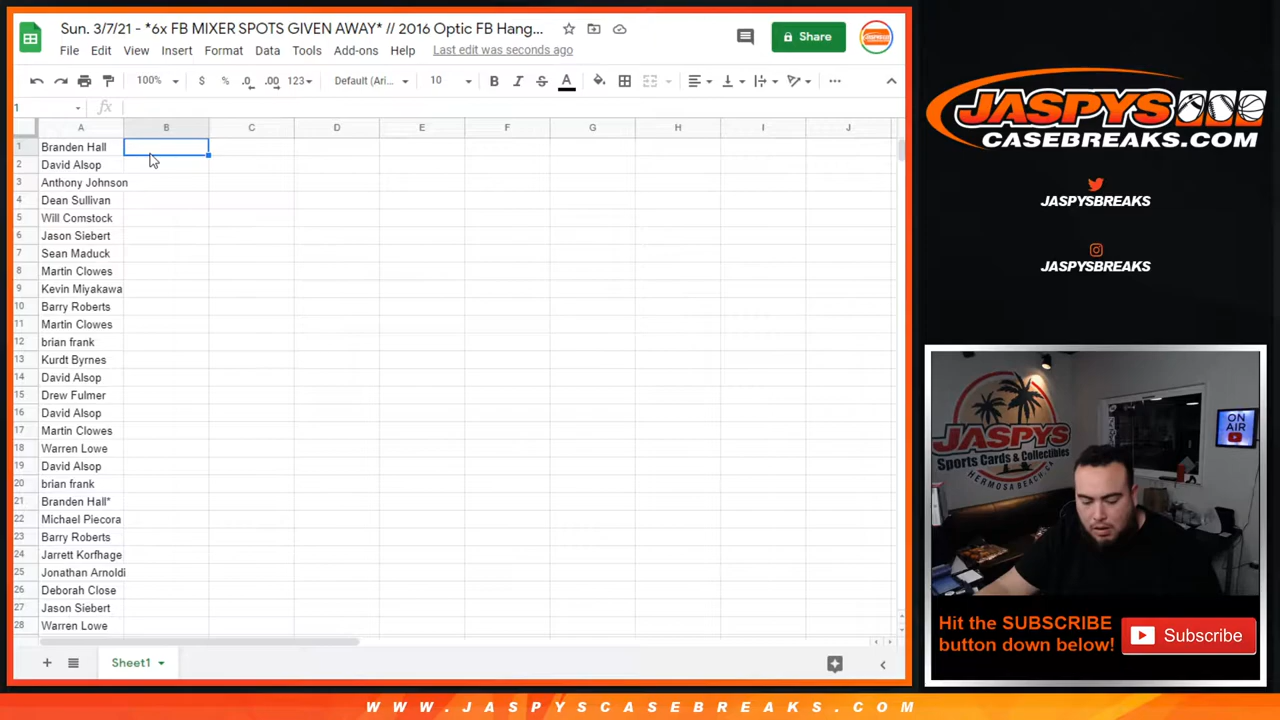 Sun. 3/7/21 - *6x FB MIXER SPOTS GIVEN AWAY* // 2016 Optic FB Hang...
File Edit View Insert Format Data Tools Add-ons Help Last edit was seconds ago
Share
100% $ % .0 .00 123 Default (Ari... 10 B I S A
1 fx
A B C D E F G H I J
1 Branden Hall
2 David Alsop
3 Anthony Johnson
4 Dean Sullivan
5 Will Comstock
6 Jason Siebert
7 Sean Maduck
8 Martin Clowes
9 Kevin Miyakawa
10 Barry Roberts
11 Martin Clowes
12 brian frank
13 Kurdt Byrnes
14 David Alsop
15 Drew Fulmer
16 David Alsop
17 Martin Clowes
18 Warren Lowe
19 David Alsop
20 brian frank
21 Branden Hall*
22 Michael Piecora
23 Barry Roberts
24 Jarrett Korfhage
25 Jonathan Arnoldi
26 Deborah Close
27 Jason Siebert
28 Warren Lowe
Sheet1
JASPYS
CASEBREAKS.COM
JASPYSBREAKS
JASPYSBREAKS
JASPYS
Sports Cards & Collectibles
HERMOSA BEACH, CA
ON
AIR
Hit the SUBSCRIBE
button down below!
Subscribe
WWW.JASPYSCASEBREAKS.COM